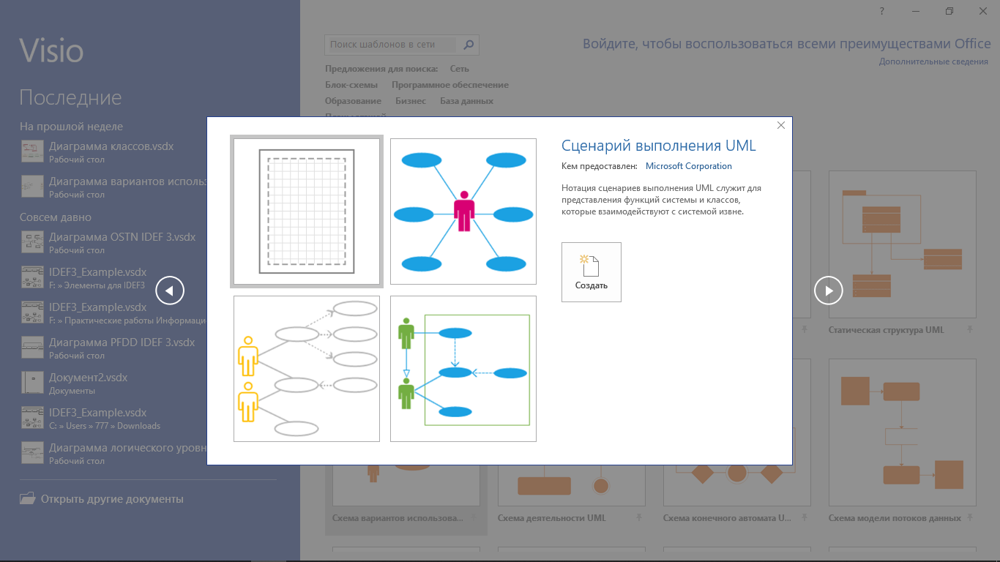 ?
Visio
Последние
На прошлой неделе
Диаграмма классов.vsdx
Рабочий стол
Диаграмма вариантов исполь
Рабочий стол
Совсем давно
Диаграмма OSTN IDEF 3.vsdx
Рабочий стол
IDEF3_Example.vsdx
F: » Элементы для IDEF3
IDEF3_Example.vsdx
F: » Практические работы Информаци
Диаграмма PFDD IDEF 3.vsdx
Рабочий стол
Документ2.vsdx
Документы
IDEF3_Example.vsdx
C: » Users » 777 » Downloads
Диаграмма логического уровн
Рабочий стол
Открыть другие документы
Поиск шаблонов в сети
Войдите, чтобы воспользоваться всеми преимуществами Office
Дополнительные сведения
Предложения для поиска: Сеть
Блок-схемы Программное обеспечение
Образование Бизнес База данных
Сценарий выполнения UML
Кем предоставлен: Microsoft Corporation
Нотация сценариев выполнения UML служит для
представления функций системы и классов,
которые взаимодействуют с системой извне.
Создать
Статическая структура UML
Схема вариантов использова...
Схема деятельности UML
Схема конечного автомата U...
Схема модели потоков данных